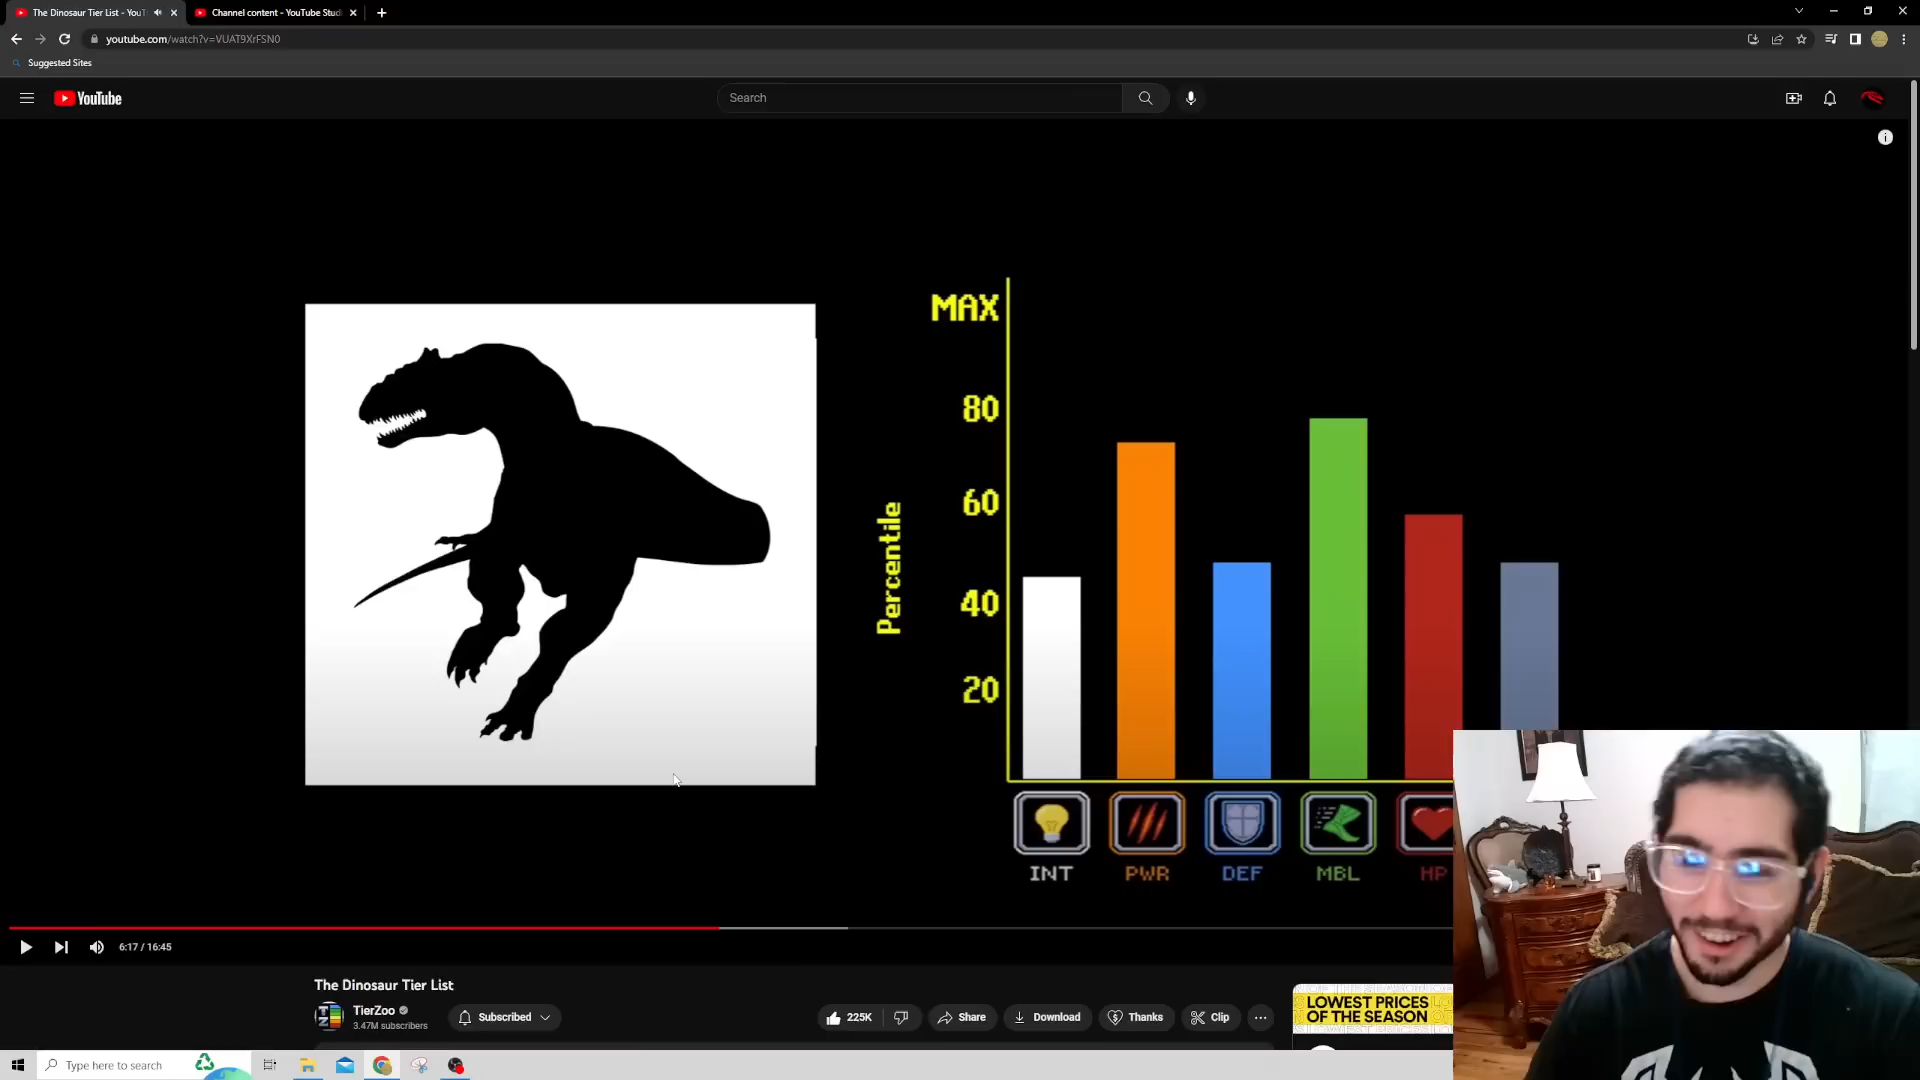 The Dinosaur Tier List - YouT
Channel content - YouTube Stud
youtube.com/watch?v=VUAT9XrFSN0
Suggested Sites
YouTube
Search
MAX
80
60
40
20
Percentile
INT
PWR
DEF
MBL
HP
6:17 / 16:45
The Dinosaur Tier List
TierZoo
3.47M subscribers
Subscribed
225K
Share
Download
Thanks
Clip
LOWEST PRICES
OF THE SEASON
Type here to search